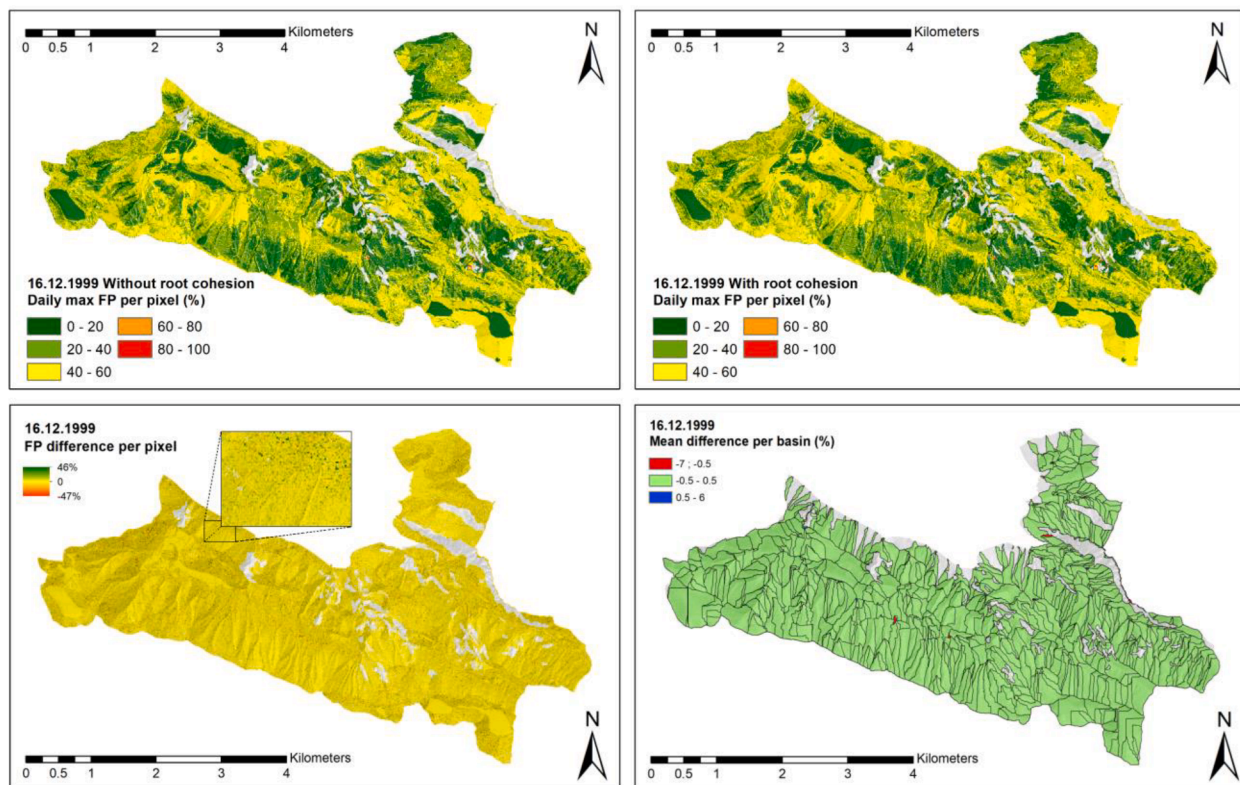 Kilometers
0 0.5 1 2 3 4
N
16.12.1999 Without root cohesion
Daily max FP per pixel (%)
0 - 20
60 - 80
20 - 40
80 - 100
40 - 60
Kilometers
0 0.5 1 2 3 4
N
16.12.1999 With root cohesion
Daily max FP per pixel (%)
0 - 20
60 - 80
20 - 40
80 - 100
40 - 60
16.12.1999
FP difference per pixel
46%
0
-47%
N
Kilometers
0 0.5 1 2 3 4
16.12.1999
Mean difference per basin (%)
-7 ; -0.5
-0.5 - 0.5
0.5 - 6
N
Kilometers
0 0.5 1 2 3 4